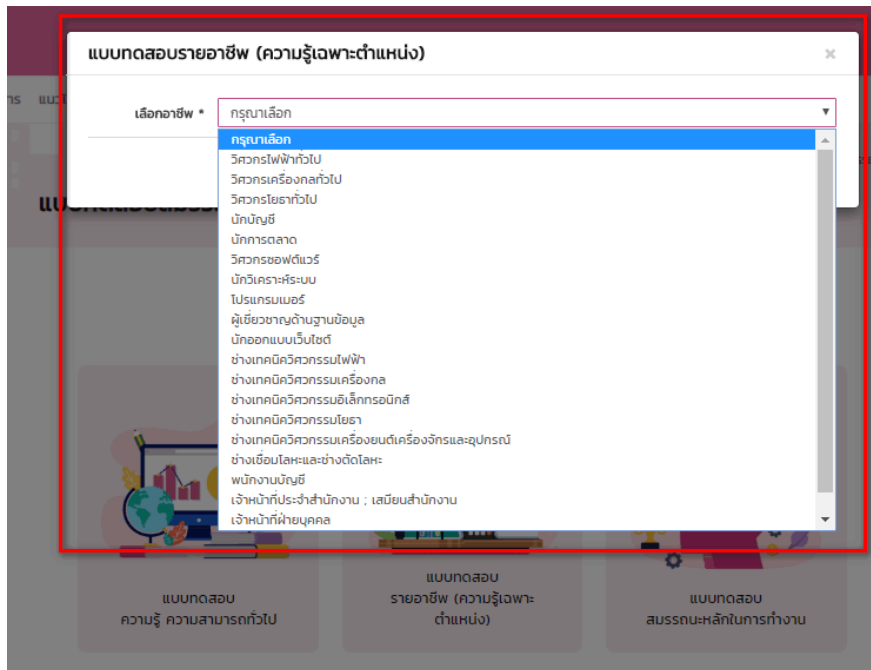 แบบทดสอบรายอาชีพ (ความรู้เฉพาะตำแหน่ง)
×
เลือกอาชีพ *
กรุณาเลือก
กรุณาเลือก
วิศวกรไฟฟ้าทั่วไป
วิศวกรเครื่องกลทั่วไป
วิศวกรโยธาทั่วไป
นักบัญชี
นักการตลาด
วิศวกรซอฟต์แวร์
นักวิเคราะห์ระบบ
โปรแกรมเมอร์
ผู้เชี่ยวชาญด้านฐานข้อมูล
นักออกแบบเว็บไซต์
ช่างเทคนิควิศวกรรมไฟฟ้า
ช่างเทคนิควิศวกรรมเครื่องกล
ช่างเทคนิควิศวกรรมอิเล็กทรอนิกส์
ช่างเทคนิควิศวกรรมโยธา
ช่างเทคนิควิศวกรรมเครื่องยนต์เครื่องจักรและอุปกรณ์
ช่างเชื่อมโลหะและช่างตัดโลหะ
พนักงานบัญชี
เจ้าหน้าที่ประจำสำนักงาน ; เสมียนสำนักงาน
เจ้าหน้าที่ฝ่ายบุคคล
แบบทดสอบ
ความรู้ ความสามารถทั่วไป
แบบทดสอบ
รายอาชีพ (ความรู้เฉพาะ
ตำแหน่ง)
แบบทดสอบ
สมรรถนะหลักในการทำงาน